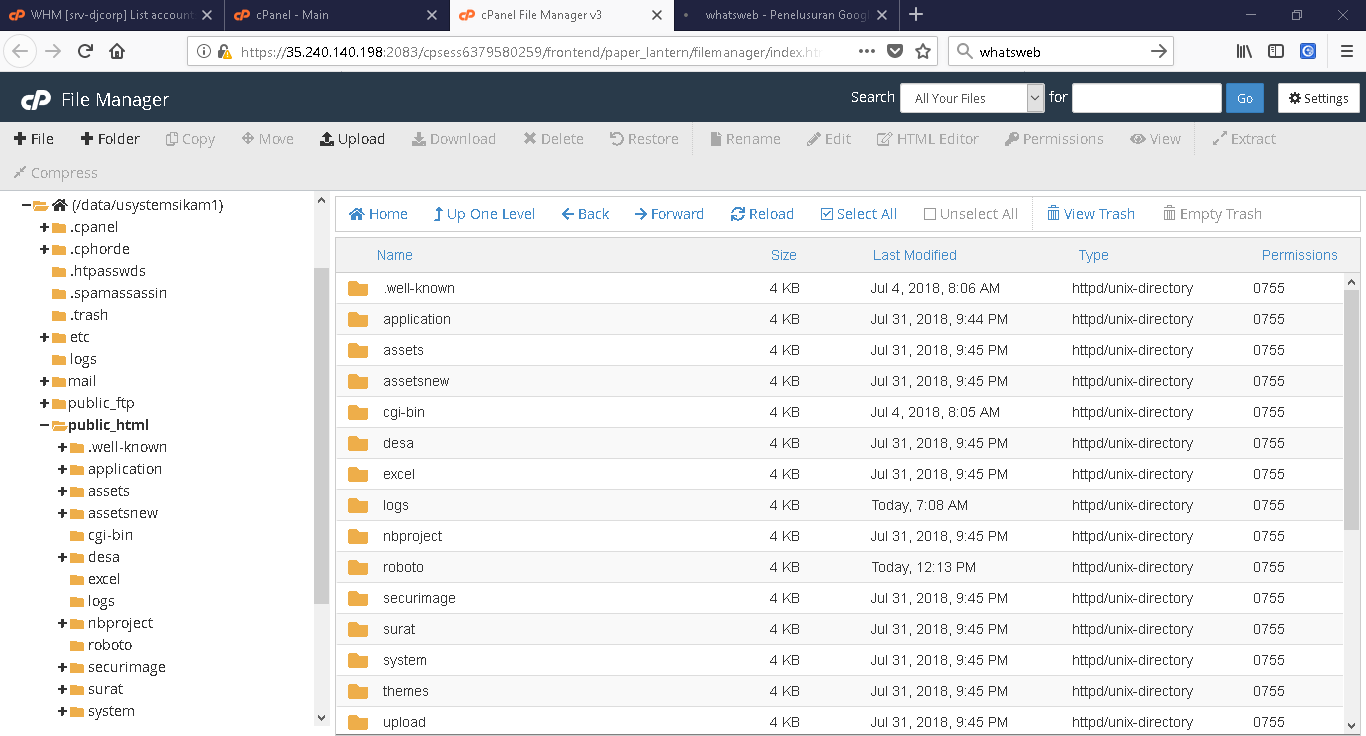 WHM [srv-djcorp] List account
cPanel - Main
cPanel File Manager v3
whatsweb - Penelusuran Googl
https://35.240.140.198:2083/cpsess6379580259/frontend/paper_lantern/filemanager/index.ht
whatsweb
cP File Manager
Search All Your Files for Go Settings
File Folder Copy Move Upload Download Delete Restore Rename Edit HTML Editor Permissions View Extract
Compress
(/data/usystemsikam1)
.cpanel
.cphorde
.htpasswds
.spamassassin
.trash
etc
logs
mail
public_ftp
public_html
.well-known
application
assets
assetsnew
cgi-bin
desa
excel
logs
nbproject
roboto
securimage
surat
system
Home Up One Level Back Forward Reload Select All Unselect All View Trash Empty Trash
Name Size Last Modified Type Permissions
.well-known 4 KB Jul 4, 2018, 8:06 AM httpd/unix-directory 0755
application 4 KB Jul 31, 2018, 9:44 PM httpd/unix-directory 0755
assets 4 KB Jul 31, 2018, 9:45 PM httpd/unix-directory 0755
assetsnew 4 KB Jul 31, 2018, 9:45 PM httpd/unix-directory 0755
cgi-bin 4 KB Jul 4, 2018, 8:05 AM httpd/unix-directory 0755
desa 4 KB Jul 31, 2018, 9:45 PM httpd/unix-directory 0755
excel 4 KB Jul 31, 2018, 9:45 PM httpd/unix-directory 0755
logs 4 KB Today, 7:08 AM httpd/unix-directory 0755
nbproject 4 KB Jul 31, 2018, 9:45 PM httpd/unix-directory 0755
roboto 4 KB Today, 12:13 PM httpd/unix-directory 0755
securimage 4 KB Jul 31, 2018, 9:45 PM httpd/unix-directory 0755
surat 4 KB Jul 31, 2018, 9:45 PM httpd/unix-directory 0755
system 4 KB Jul 31, 2018, 9:45 PM httpd/unix-directory 0755
themes 4 KB Jul 31, 2018, 9:45 PM httpd/unix-directory 0755
upload 4 KB Jul 31, 2018, 9:45 PM httpd/unix-directory 0755